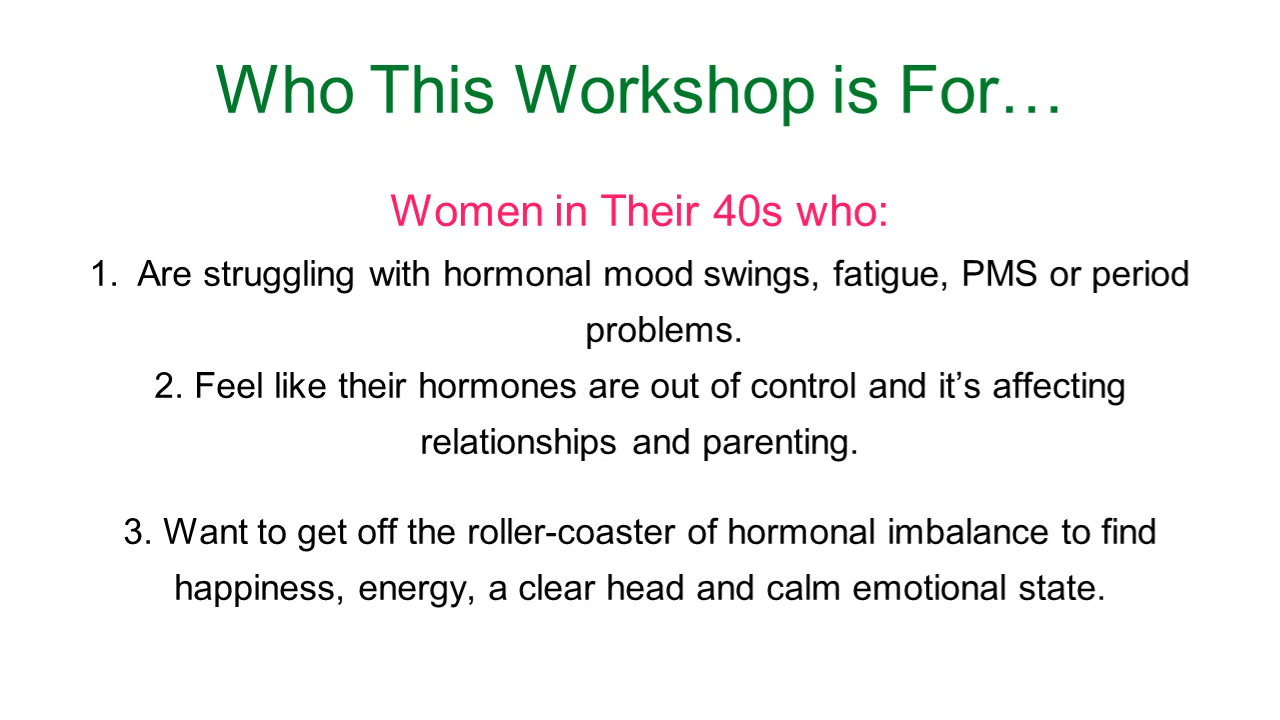 Who This Workshop is For…
Women in Their 40s who:
1. Are struggling with hormonal mood swings, fatigue, PMS or period
problems.
2. Feel like their hormones are out of control and it’s affecting
relationships and parenting.
3. Want to get off the roller-coaster of hormonal imbalance to find
happiness, energy, a clear head and calm emotional state.